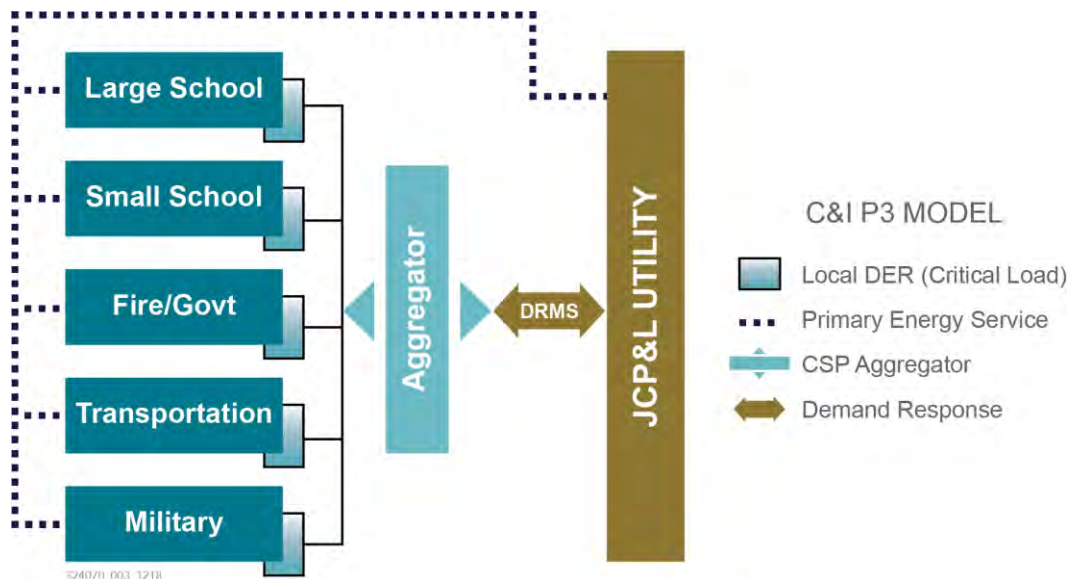 Large School
Small School
Fire/Govt
Transportation
Military
Aggregator
DRMS
JCP&L UTILITY
C&I P3 MODEL
Local DER (Critical Load)
Primary Energy Service
CSP Aggregator
Demand Response
S24070_003_1218